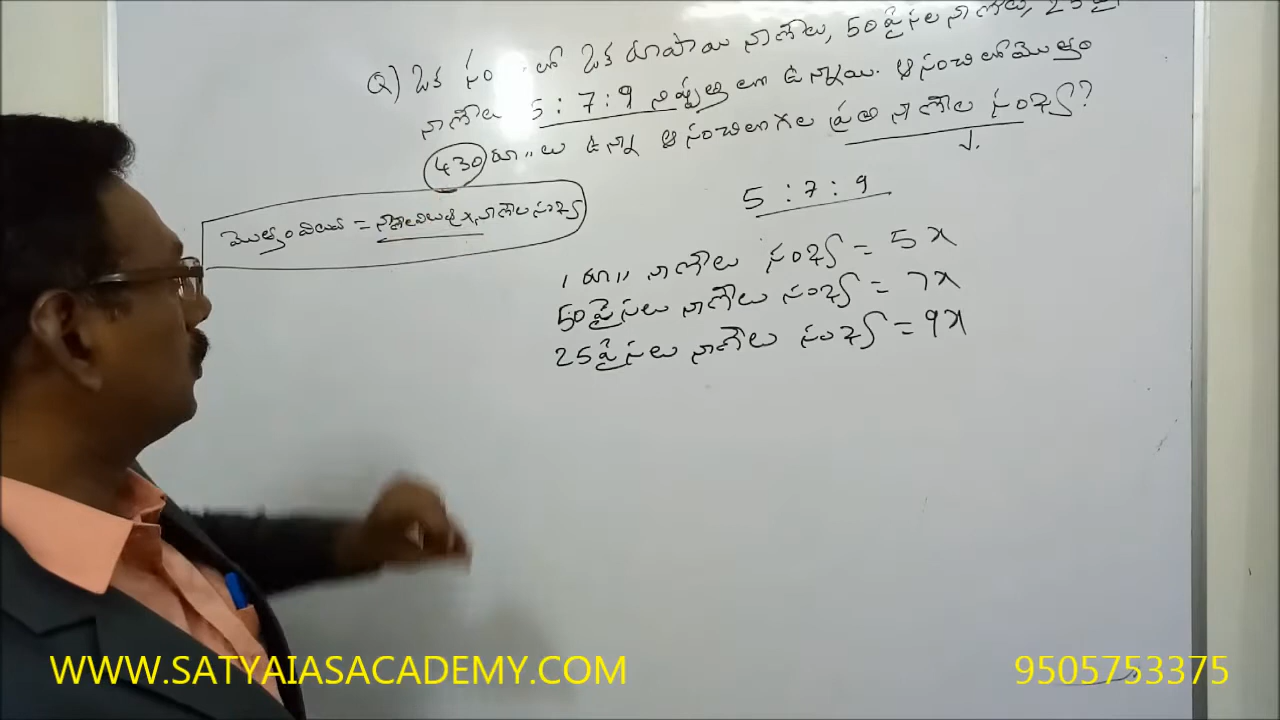 Q) ఒక సం లో ఒక రూపాయి నాణేలు, 50 పైసల నాణేలు, 25 పై
నాణేలు 5 : 7 : 9 నిష్పత్తి లో ఉన్నాయి. ఆ సంచిలో మొత్తం
430 రూ॥లు ఉన్న ఆ సంచిలో గల ప్రతి నాణేల సంఖ్య?
మొత్తం విలువ = నాణెం విలువ x నాణేల సంఖ్య
5 : 7 : 9
1 రూ॥ నాణేలు సంఖ్య = 5x
50 పైసలు నాణేలు సంఖ్య = 7x
25 పైసలు నాణేలు సంఖ్య = 9x
WWW.SATYAIASACADEMY.COM
9505753375